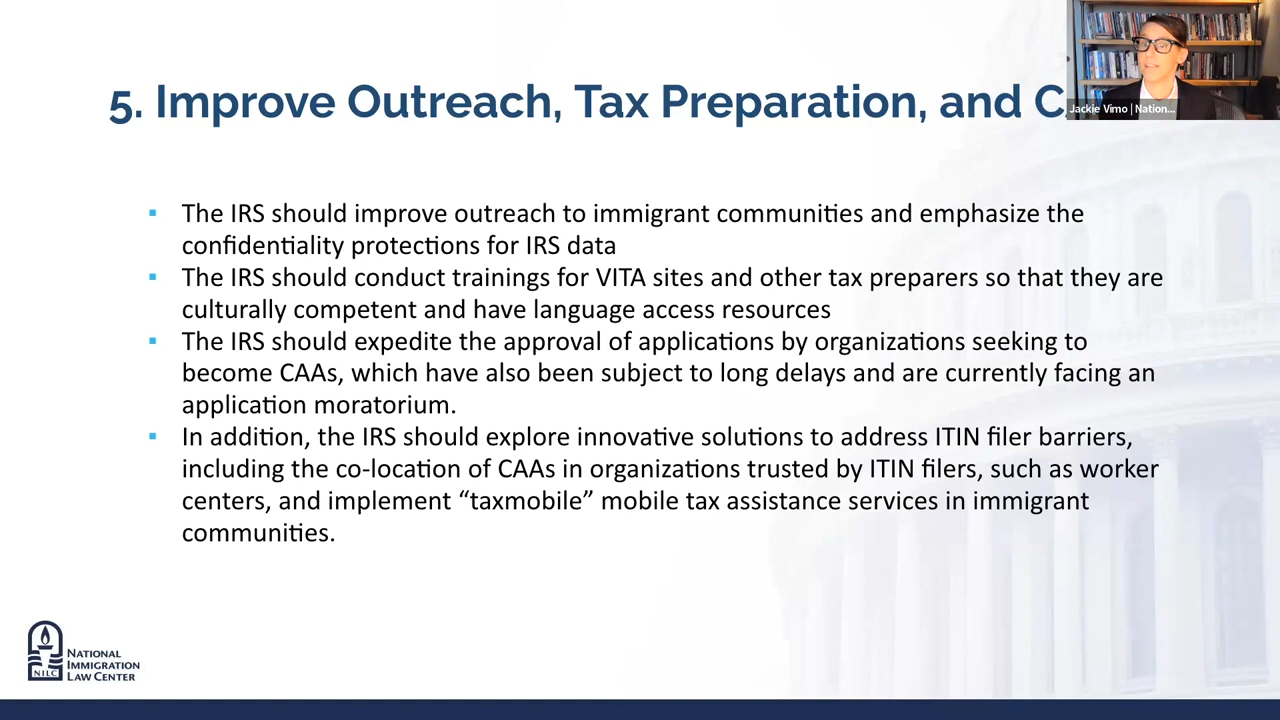 5. Improve Outreach, Tax Preparation, and C
Jackie Vimo | Nation...
The IRS should improve outreach to immigrant communities and emphasize the
confidentiality protections for IRS data
The IRS should conduct trainings for VITA sites and other tax preparers so that they are
culturally competent and have language access resources
The IRS should expedite the approval of applications by organizations seeking to
become CAAs, which have also been subject to long delays and are currently facing an
application moratorium.
In addition, the IRS should explore innovative solutions to address ITIN filer barriers,
including the co-location of CAAs in organizations trusted by ITIN filers, such as worker
centers, and implement “taxmobile” mobile tax assistance services in immigrant
communities.
NILC
NATIONAL
IMMIGRATION
LAW CENTER